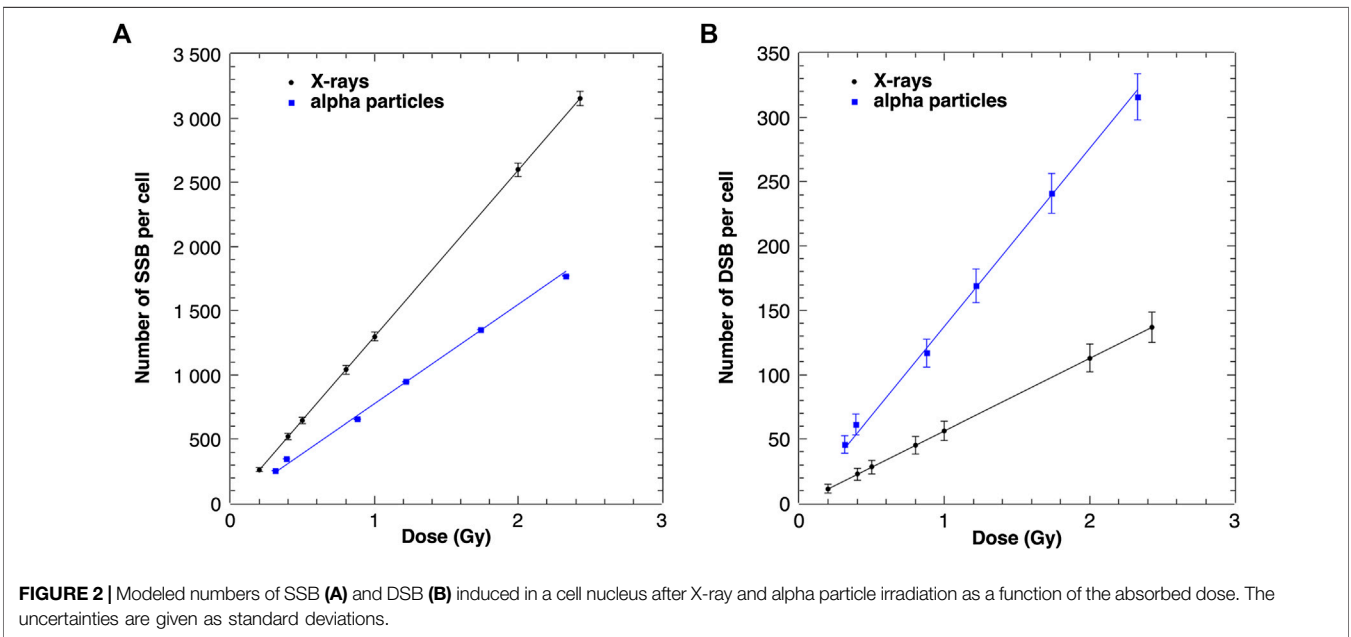 A
3 500
3 000
2 500
2 000
1 500
1 000
500
0
Number of SSB per cell
X-rays
alpha particles
0 1 2 3
Dose (Gy)
B
350
300
250
200
150
100
50
0
Number of DSB per cell
X-rays
alpha particles
0 1 2 3
Dose (Gy)
FIGURE 2 | Modeled numbers of SSB (A) and DSB (B) induced in a cell nucleus after X-ray and alpha particle irradiation as a function of the absorbed dose. The
uncertainties are given as standard deviations.